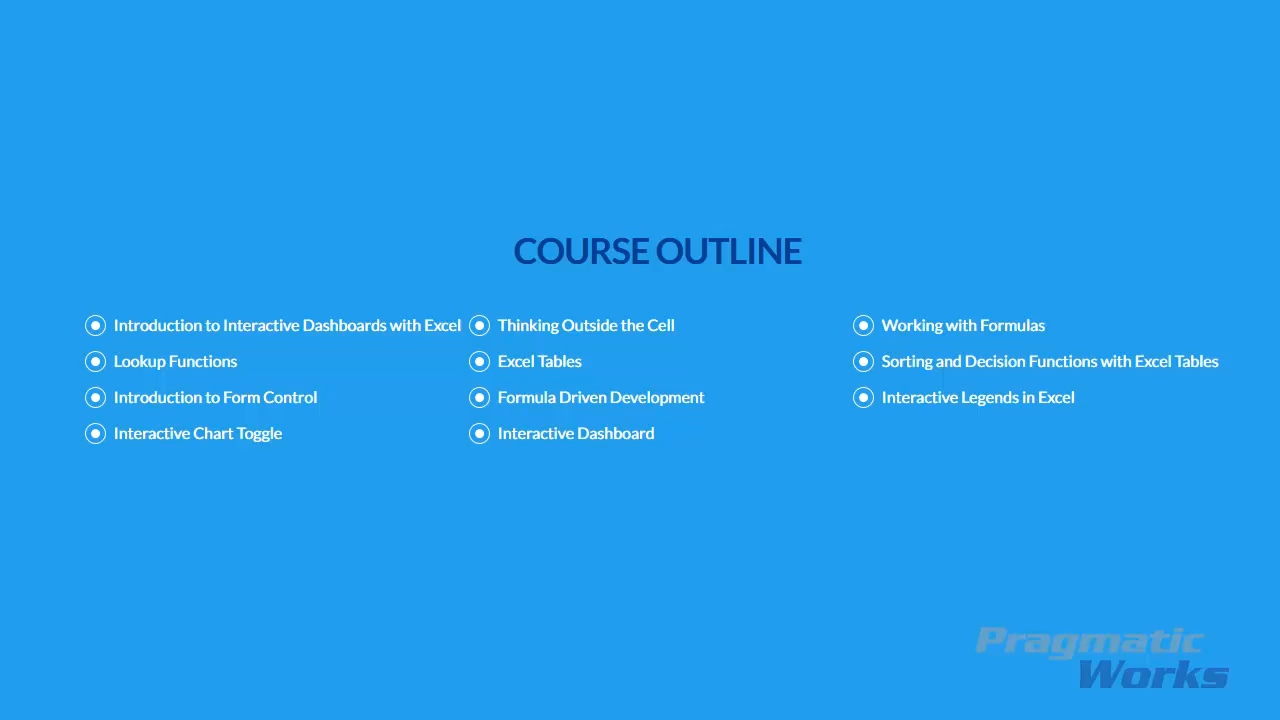 COURSE OUTLINE
Introduction to Interactive Dashboards with Excel
Thinking Outside the Cell
Working with Formulas
Lookup Functions
Excel Tables
Sorting and Decision Functions with Excel Tables
Introduction to Form Control
Formula Driven Development
Interactive Legends in Excel
Interactive Chart Toggle
Interactive Dashboard
Pragmatic
Works